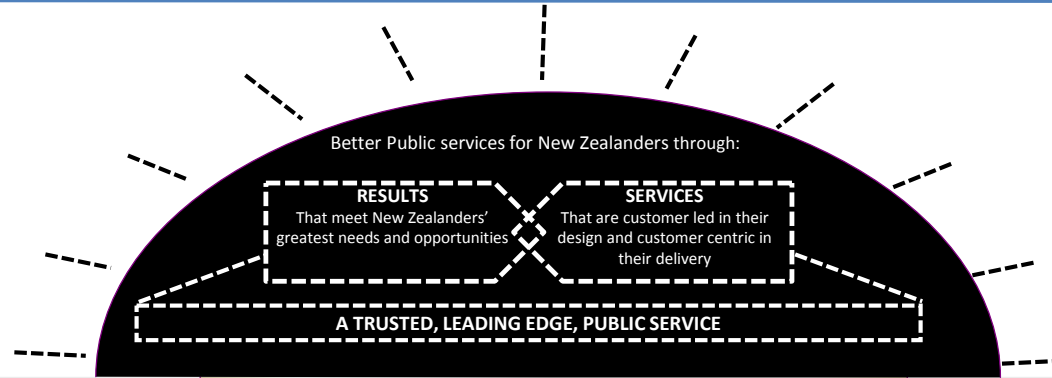 Better Public services for New Zealanders through:
RESULTS
That meet New Zealanders’
greatest needs and opportunities
SERVICES
That are customer led in their
design and customer centric in
their delivery
A TRUSTED, LEADING EDGE, PUBLIC SERVICE